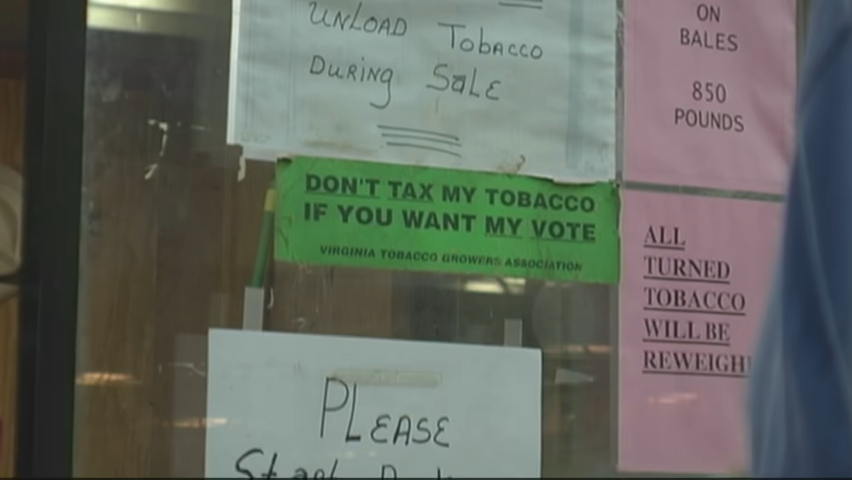 UNLOAD TOBACCO
DURING SALE
ON
BALES
850
POUNDS
DON'T TAX MY TOBACCO
IF YOU WANT MY VOTE
VIRGINIA TOBACCO GROWERS ASSOCIATION
ALL
TURNED
TOBACCO
WILL BE
REWEIGH
PLEASE